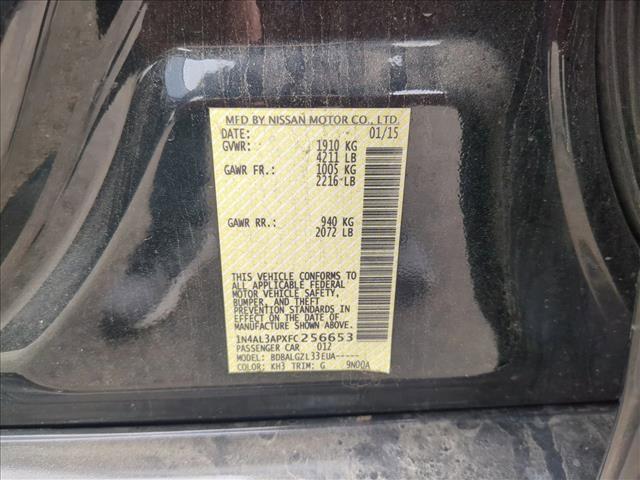 MFD BY NISSAN MOTOR CO., LTD.
DATE: 01/15
GVWR: 1910 KG
4211 LB
GAWR FR.: 1005 KG
2216 LB
GAWR RR.: 940 KG
2072 LB
THIS VEHICLE CONFORMS TO
ALL APPLICABLE FEDERAL
MOTOR VEHICLE SAFETY,
BUMPER, AND THEFT
PREVENTION STANDARDS
IN EFFECT ON THE DATE OF
MANUFACTURE SHOWN ABOVE.
1N4AL3APXFC256653
PASSENGER CAR 012
MODEL: BDBALGZL33EUA-----
COLOR: KH3 TRIM: G 9N00A